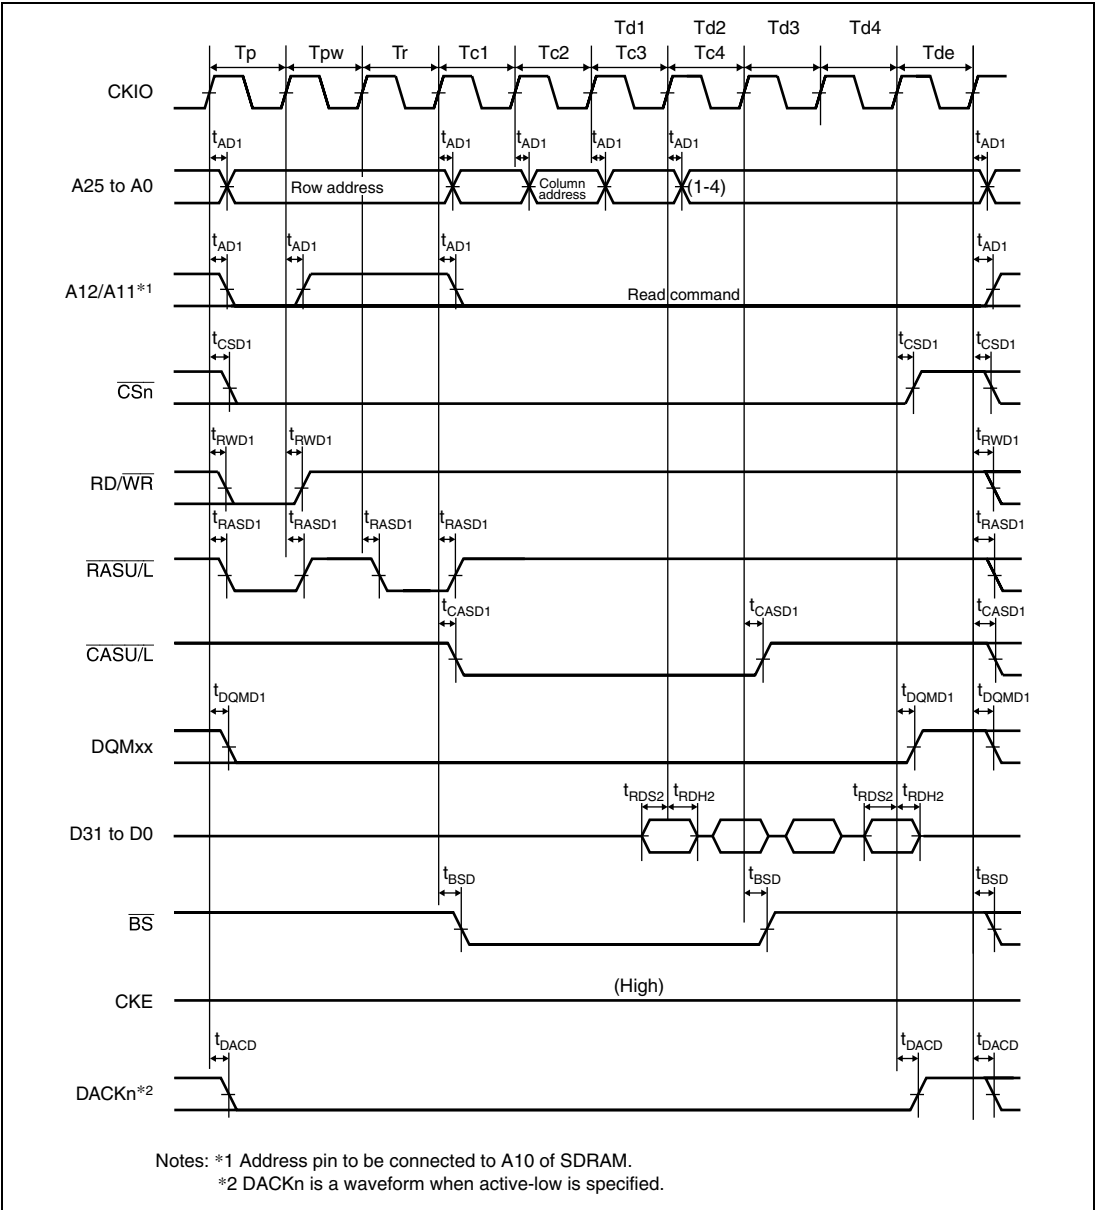 Td1 Td2 Td3 Td4
Tp Tpw Tr Tc1 Tc2 Tc3 Tc4 Tde
CKIO
tAD1 tAD1 tAD1 tAD1 tAD1 tAD1
A25 to A0 Row address Column address (1-4)
tAD1 tAD1 tAD1 tAD1
A12/A11*1 Read command
tCSD1 tCSD1 tCSD1
CSn
tRWD1 tRWD1 tRWD1
RD/WR
tRASD1 tRASD1 tRASD1 tRASD1 tRASD1
RASU/L
tCASD1 tCASD1 tCASD1
CASU/L
tDQMD1 tDQMD1 tDQMD1
DQMxx
tRDS2 tRDH2 tRDS2 tRDH2
D31 to D0
tBSD tBSD tBSD
BS
(High)
CKE
tDACD tDACD tDACD
DACKn*2
Notes: *1 Address pin to be connected to A10 of SDRAM.
*2 DACKn is a waveform when active-low is specified.